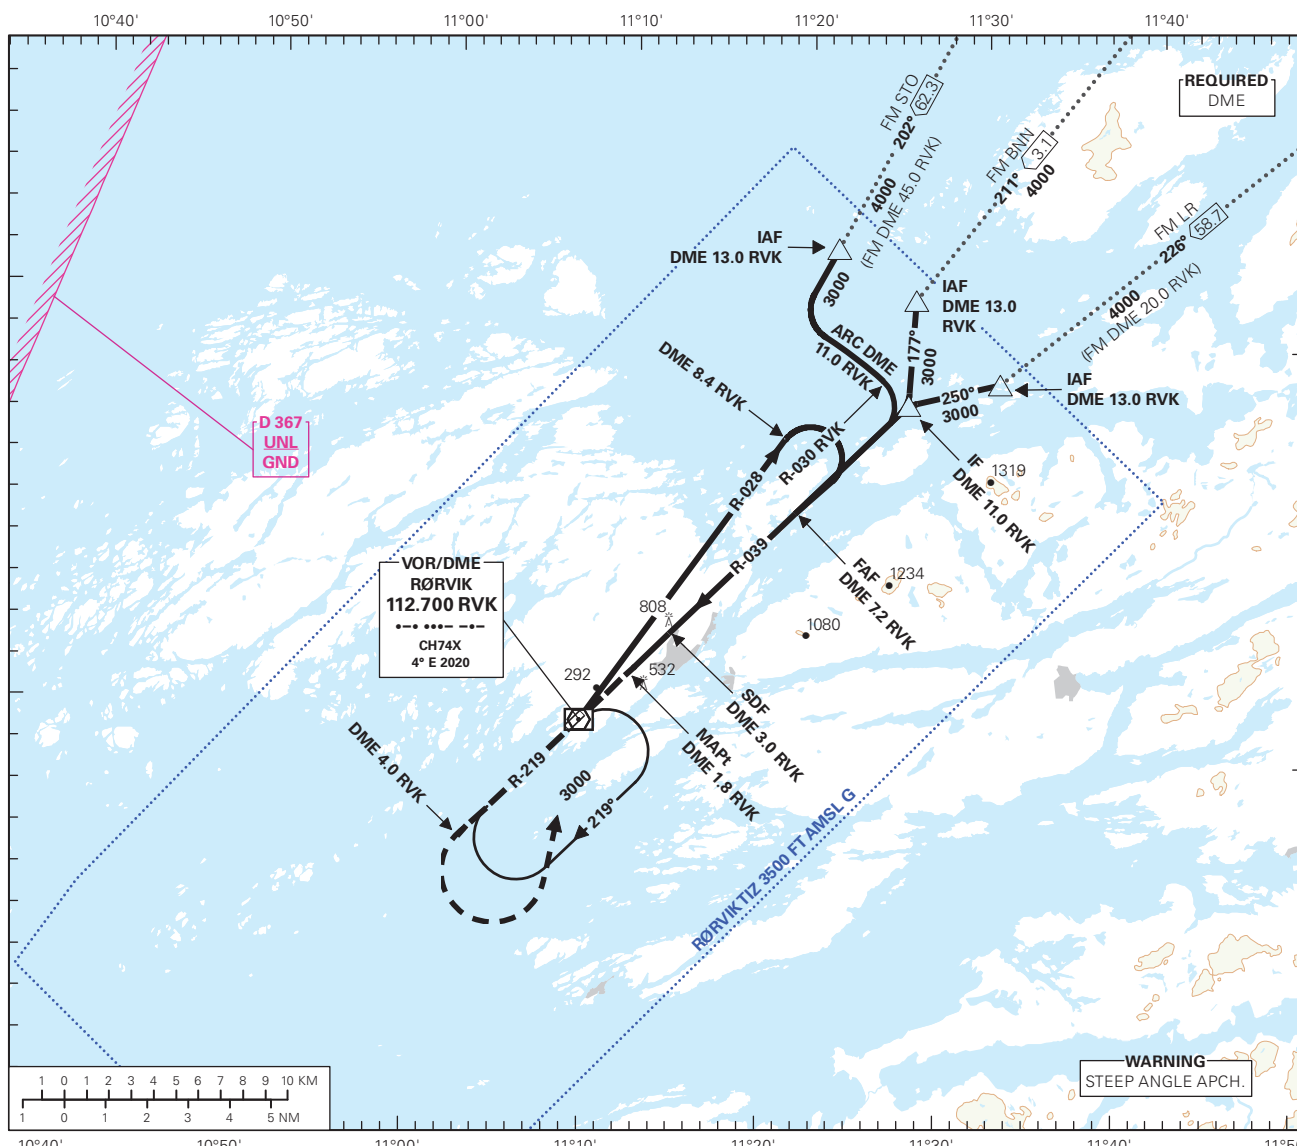 10°40' 10°50' 11°00' 11°10' 11°20' 11°30' 11°40'
REQUIRED
DME
FM STO
202° 62.3
4000
(FM DME 45.0 RVK)
FM BNN
211° 3.1
4000
FM LR
226° 58.7
4000
(FM DME 20.0 RVK)
IAF
DME 13.0 RVK
3000
IAF
DME 13.0
RVK
177°
3000
IAF
DME 13.0 RVK
250°
3000
ARC DME
11.0 RVK
DME 8.4 RVK
R-030 RVK
R-028
R-039
IF
DME 11.0 RVK
1319
D 367
UNL
GND
FAF
DME 7.2 RVK
1234
1080
VOR/DME
RØRVIK
112.700 RVK
CH74X
4° E 2020
808
532
292
SDF
DME 3.0 RVK
MAPt
DME 1.8 RVK
DME 4.0 RVK
R-219
3000
219°
RØRVIK TIZ 3500 FT AMSL G
WARNING
STEEP ANGLE APCH.
1 0 1 2 3 4 5 6 7 8 9 10 KM
1 0 1 2 3 4 5 NM
10°40' 10°50' 11°00' 11°10' 11°20' 11°30' 11°40'